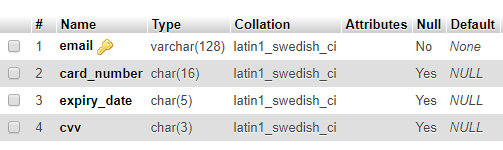 # Name Type Collation Attributes Null Default
1 email varchar(128) latin1_swedish_ci No None
2 card_number char(16) latin1_swedish_ci Yes NULL
3 expiry_date char(5) latin1_swedish_ci Yes NULL
4 cvv char(3) latin1_swedish_ci Yes NULL